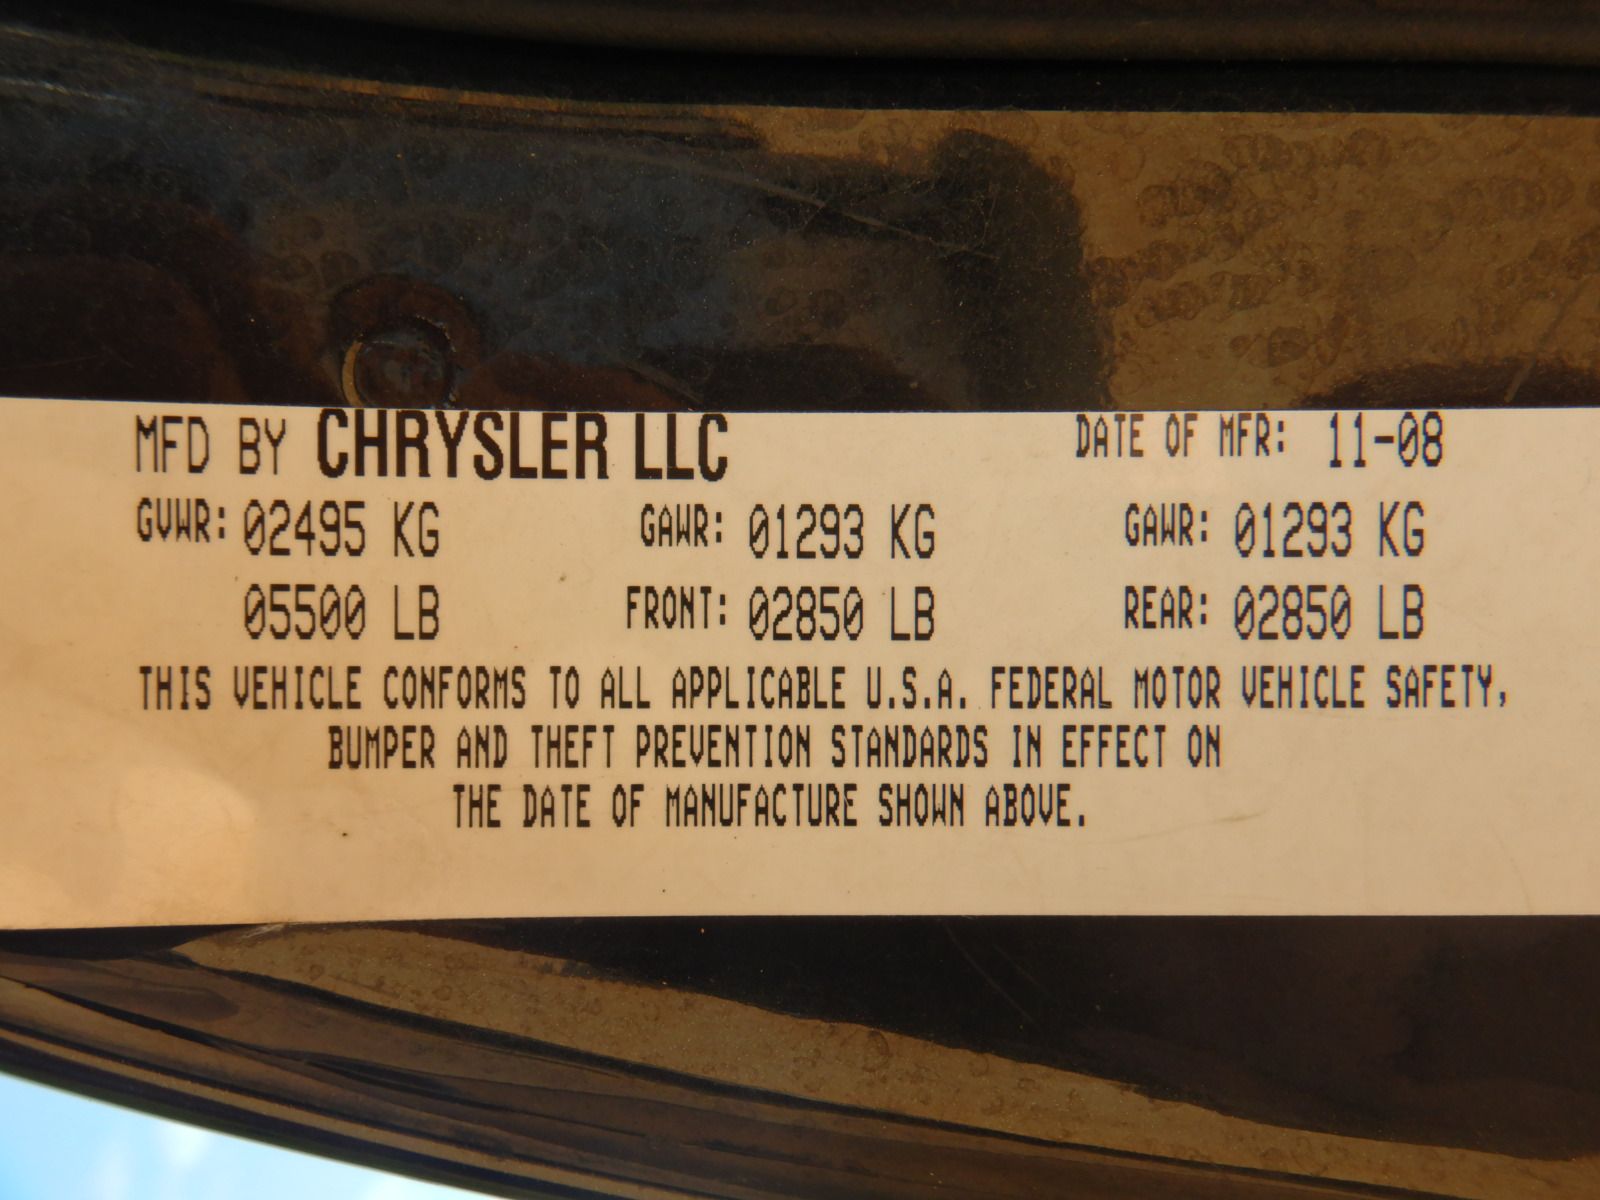 MFD BY CHRYSLER LLC DATE OF MFR: 11-08
GVWR: 02495 KG GAWR: 01293 KG GAWR: 01293 KG
05500 LB FRONT: 02850 LB REAR: 02850 LB
THIS VEHICLE CONFORMS TO ALL APPLICABLE U.S.A. FEDERAL MOTOR VEHICLE SAFETY,
BUMPER AND THEFT PREVENTION STANDARDS IN EFFECT ON
THE DATE OF MANUFACTURE SHOWN ABOVE.